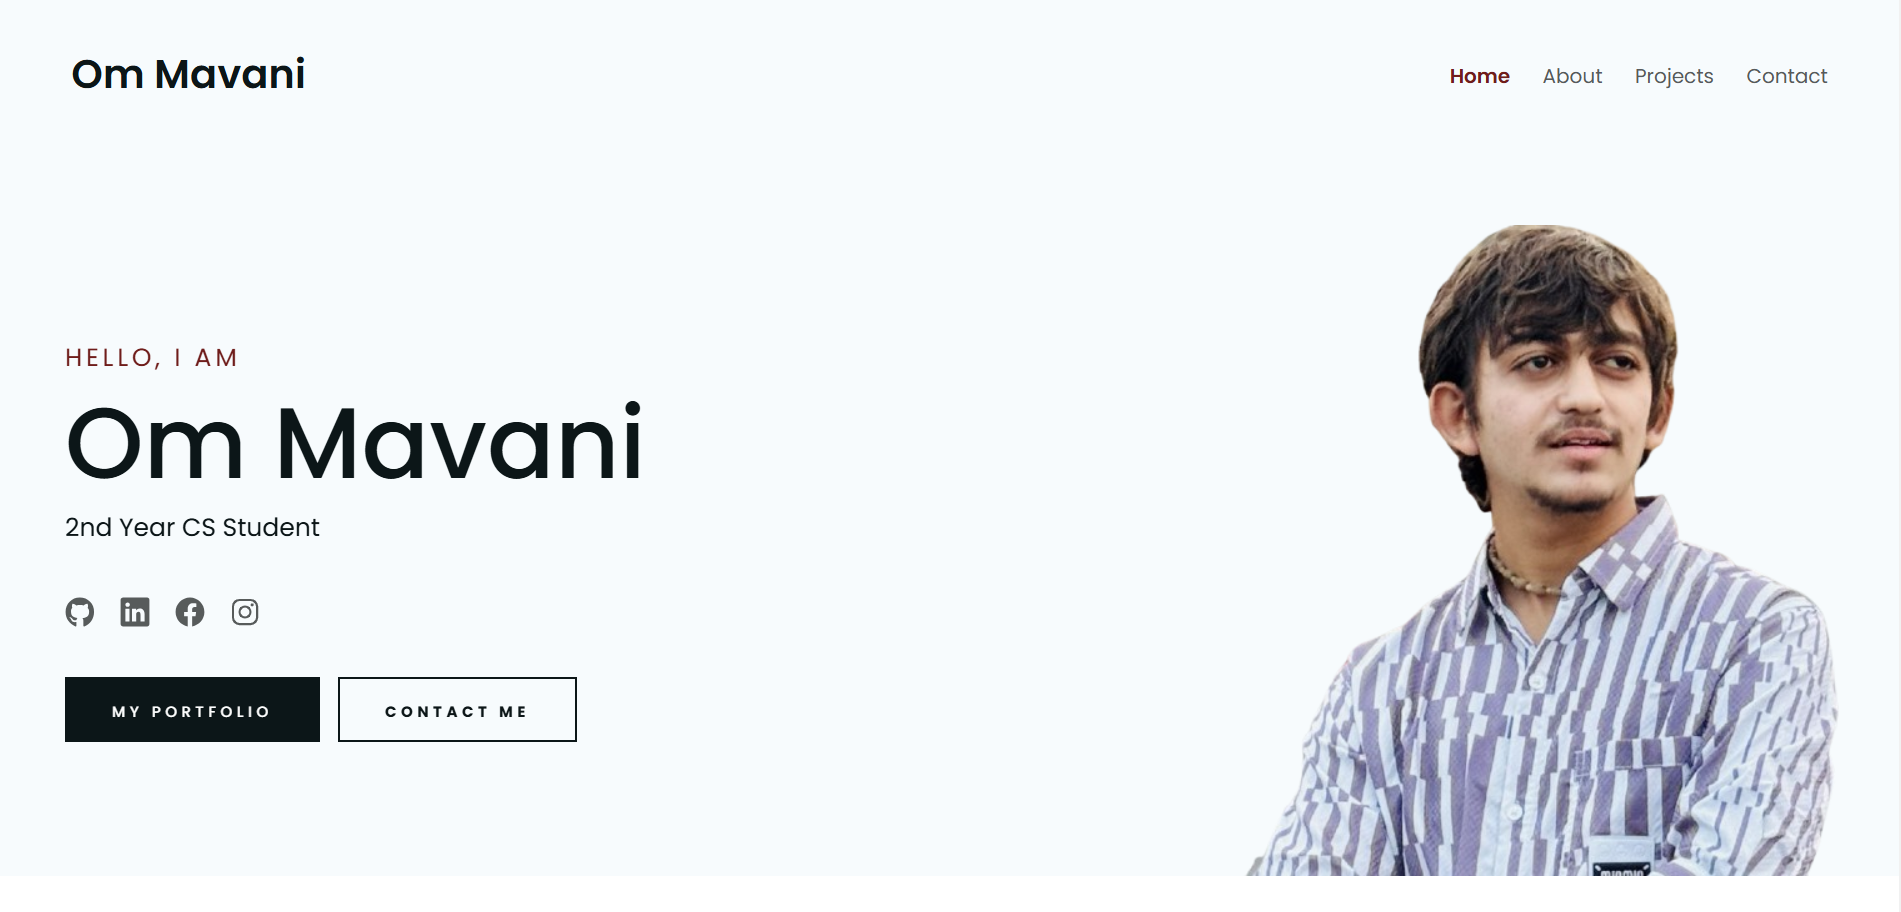 Om Mavani
Home About Projects Contact
HELLO, I AM
Om Mavani
2nd Year CS Student
MY PORTFOLIO
CONTACT ME